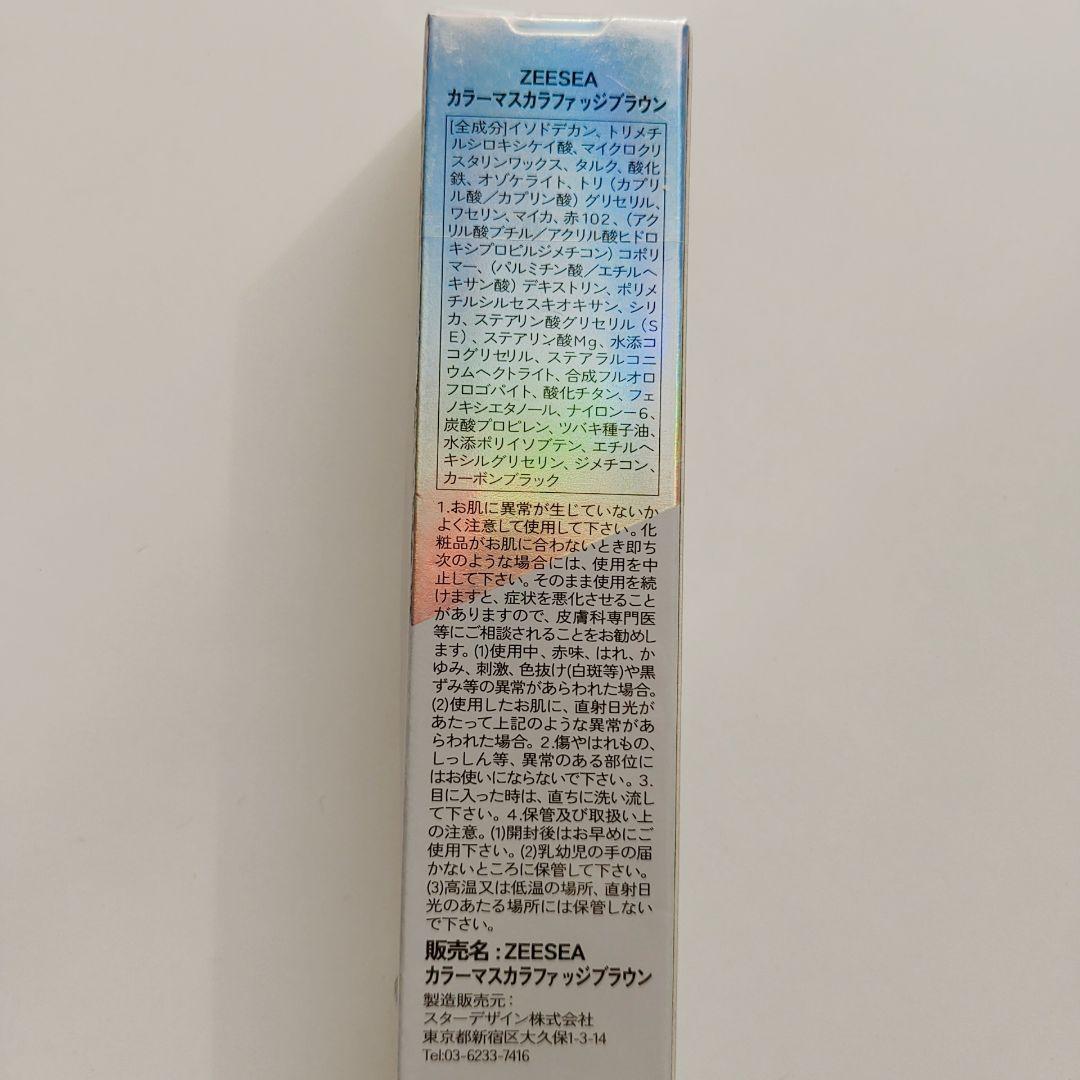 ZEESEA
カラーマスカラファッジブラウン
[全成分]イソドデカン、トリメチ
ルシロキシケイ酸、マイクロクリ
スタリンワックス、タルク、酸化
鉄、オゾケライト、トリ(カプリ
ル酸/カプリン酸)グリセリル、
ワセリン、マイカ、赤102、(アク
リル酸ブチル/アクリル酸ヒドロ
キシプロピルジメチコン)コポリ
マー、(パルミチン酸/エチルヘ
キサン酸)デキストリン、ポリメ
チルシルセスキオキサン、シリ
カ、ステアリン酸グリセリル(S
E)、ステアリン酸Mg、水添コ
コグリセリル、ステアラルコニ
ウムヘクトライト、合成フルオロ
フロゴパイト、酸化チタン、フェ
ノキシエタノール、ナイロン−6、
炭酸プロピレン、ツバキ種子油、
水添ポリイソブテン、エチルヘ
キシルグリセリン、ジメチコン、
カーボンブラック
1.お肌に異常が生じていないか
よく注意して使用して下さい。化
粧品がお肌に合わないとき即ち
次のような場合には、使用を中
止して下さい。そのまま使用を続
けますと、症状を悪化させること
がありますので、皮膚科専門医
等にご相談されることをお勧めし
ます。(1)使用中、赤味、はれ、か
ゆみ、刺激、色抜け(白斑等)や黒
ずみ等の異常があらわれた場合。
(2)使用したお肌に、直射日光が
あたって上記のような異常があ
らわれた場合。2.傷やはれもの、
しっしん等、異常のある部位に
はお使いにならないで下さい。3.
目に入った時は、直ちに洗い流し
て下さい。4.保管及び取扱い上
の注意。(1)開封後はお早めにご
使用下さい。(2)乳幼児の手の届
かないところに保管して下さい。
(3)高温又は低温の場所、直射日
光のあたる場所には保管しない
で下さい。
販売名:ZEESEA
カラーマスカラファッジブラウン
製造販売元:
スターデザイン株式会社
東京都新宿区大久保1-3-14
Tel:03-6233-7416